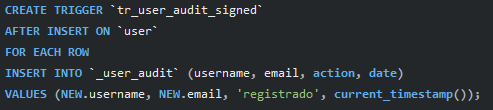 CREATE TRIGGER `tr_user_audit_signed`
AFTER INSERT ON `user`
FOR EACH ROW
INSERT INTO `_user_audit` (username, email, action, date)
VALUES (NEW.username, NEW.email, 'registrado', current_timestamp());